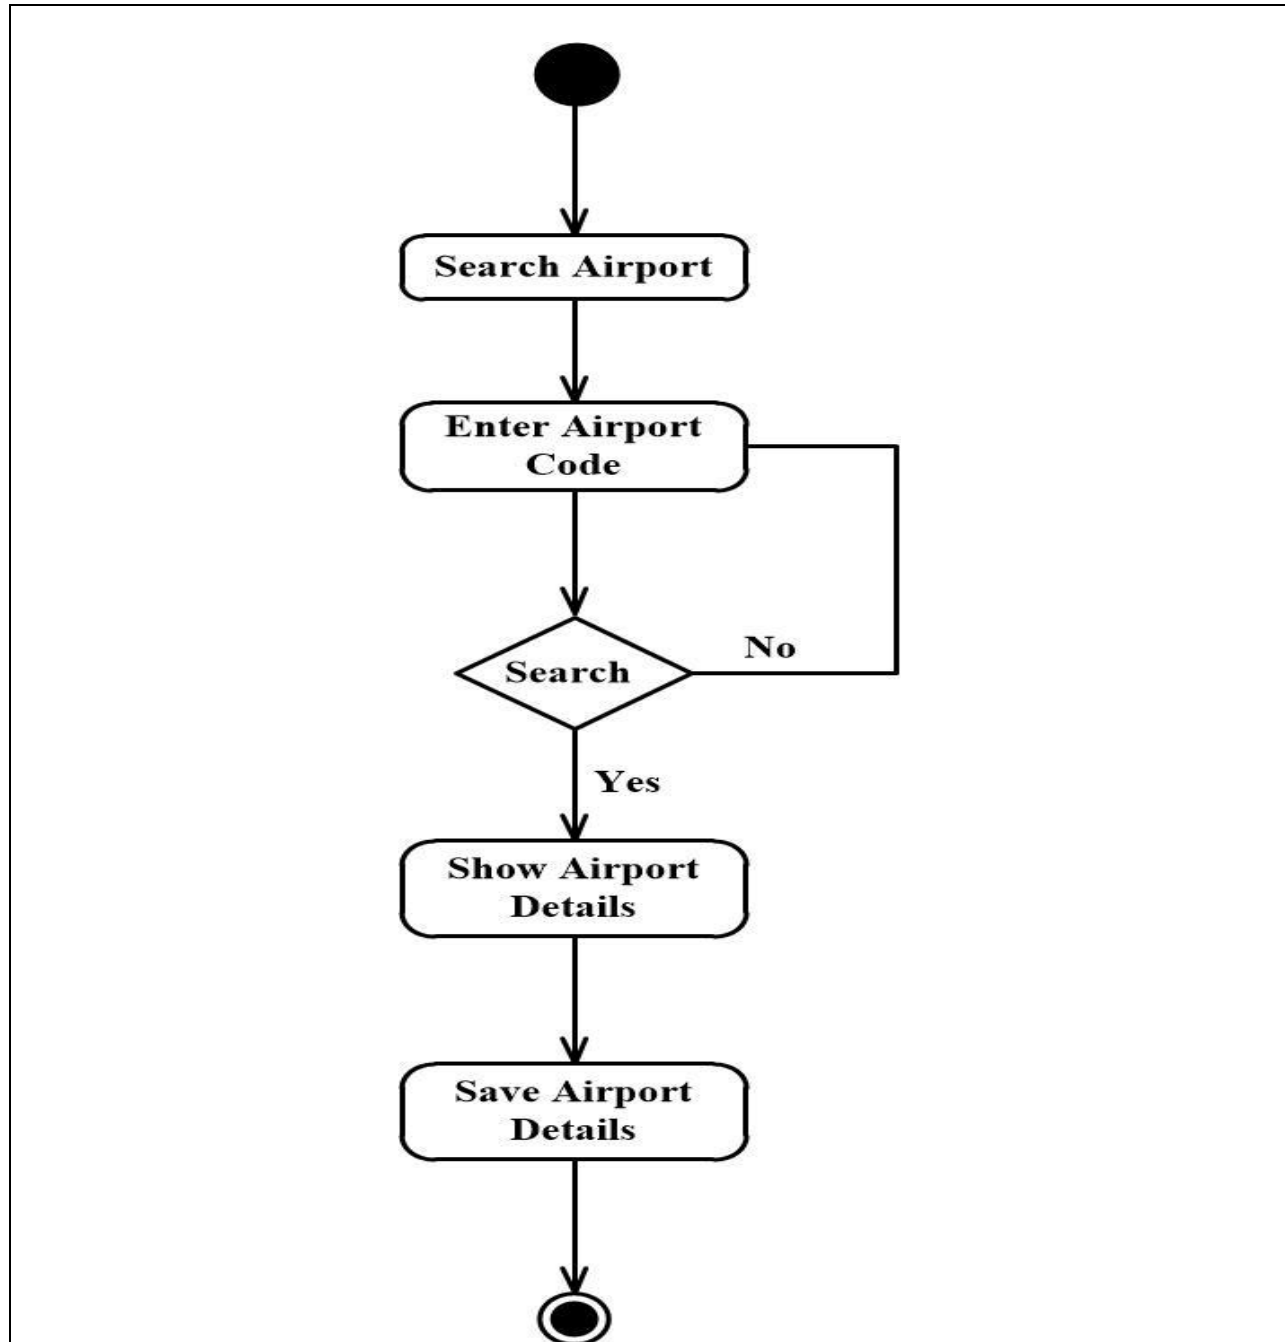 Search Airport
Enter Airport
Code
Search
No
Yes
Show Airport
Details
Save Airport
Details